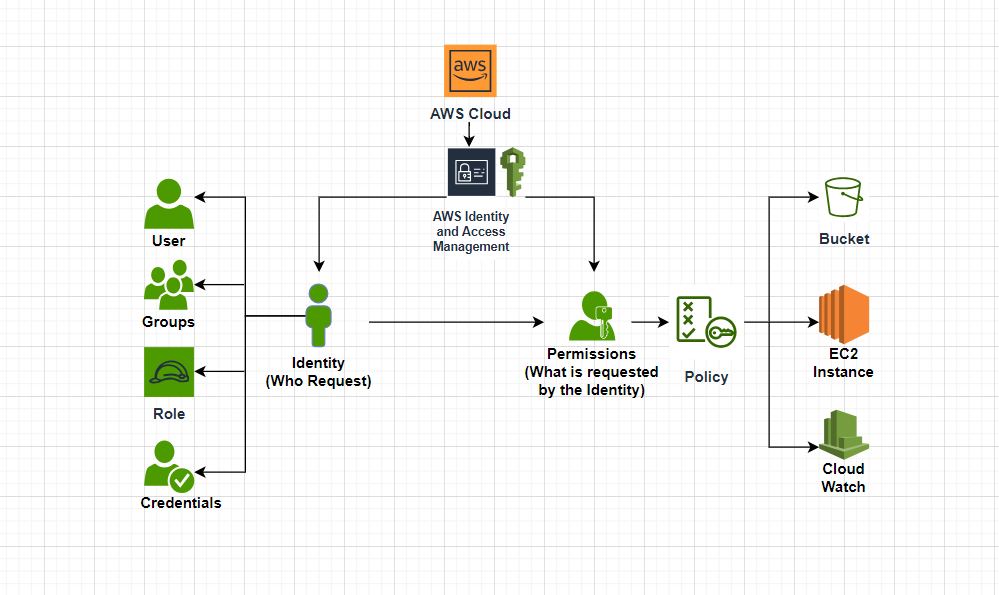 aws
AWS Cloud
AWS Identity
and Access
Management
User
Groups
Role
Credentials
Identity
(Who Request)
Permissions
(What is requested
by the Identity)
Policy
Bucket
EC2
Instance
Cloud
Watch